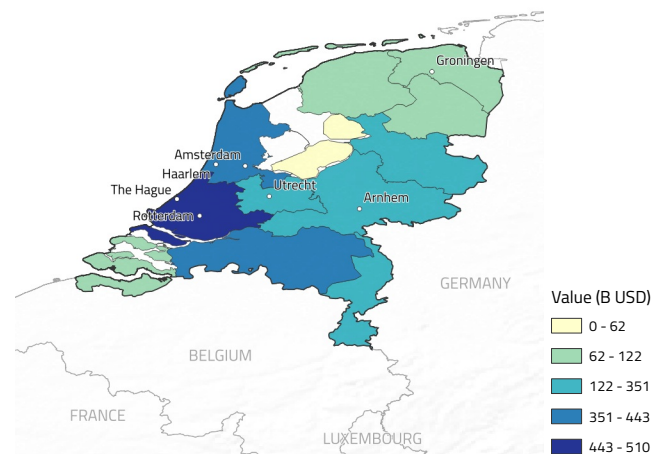 Groningen
Amsterdam
Haarlem
The Hague
Utrecht
Arnhem
Rotterdam
GERMANY
BELGIUM
FRANCE
LUXEMBOURG
Value (B USD)
0 - 62
62 - 122
122 - 351
351 - 443
443 - 510